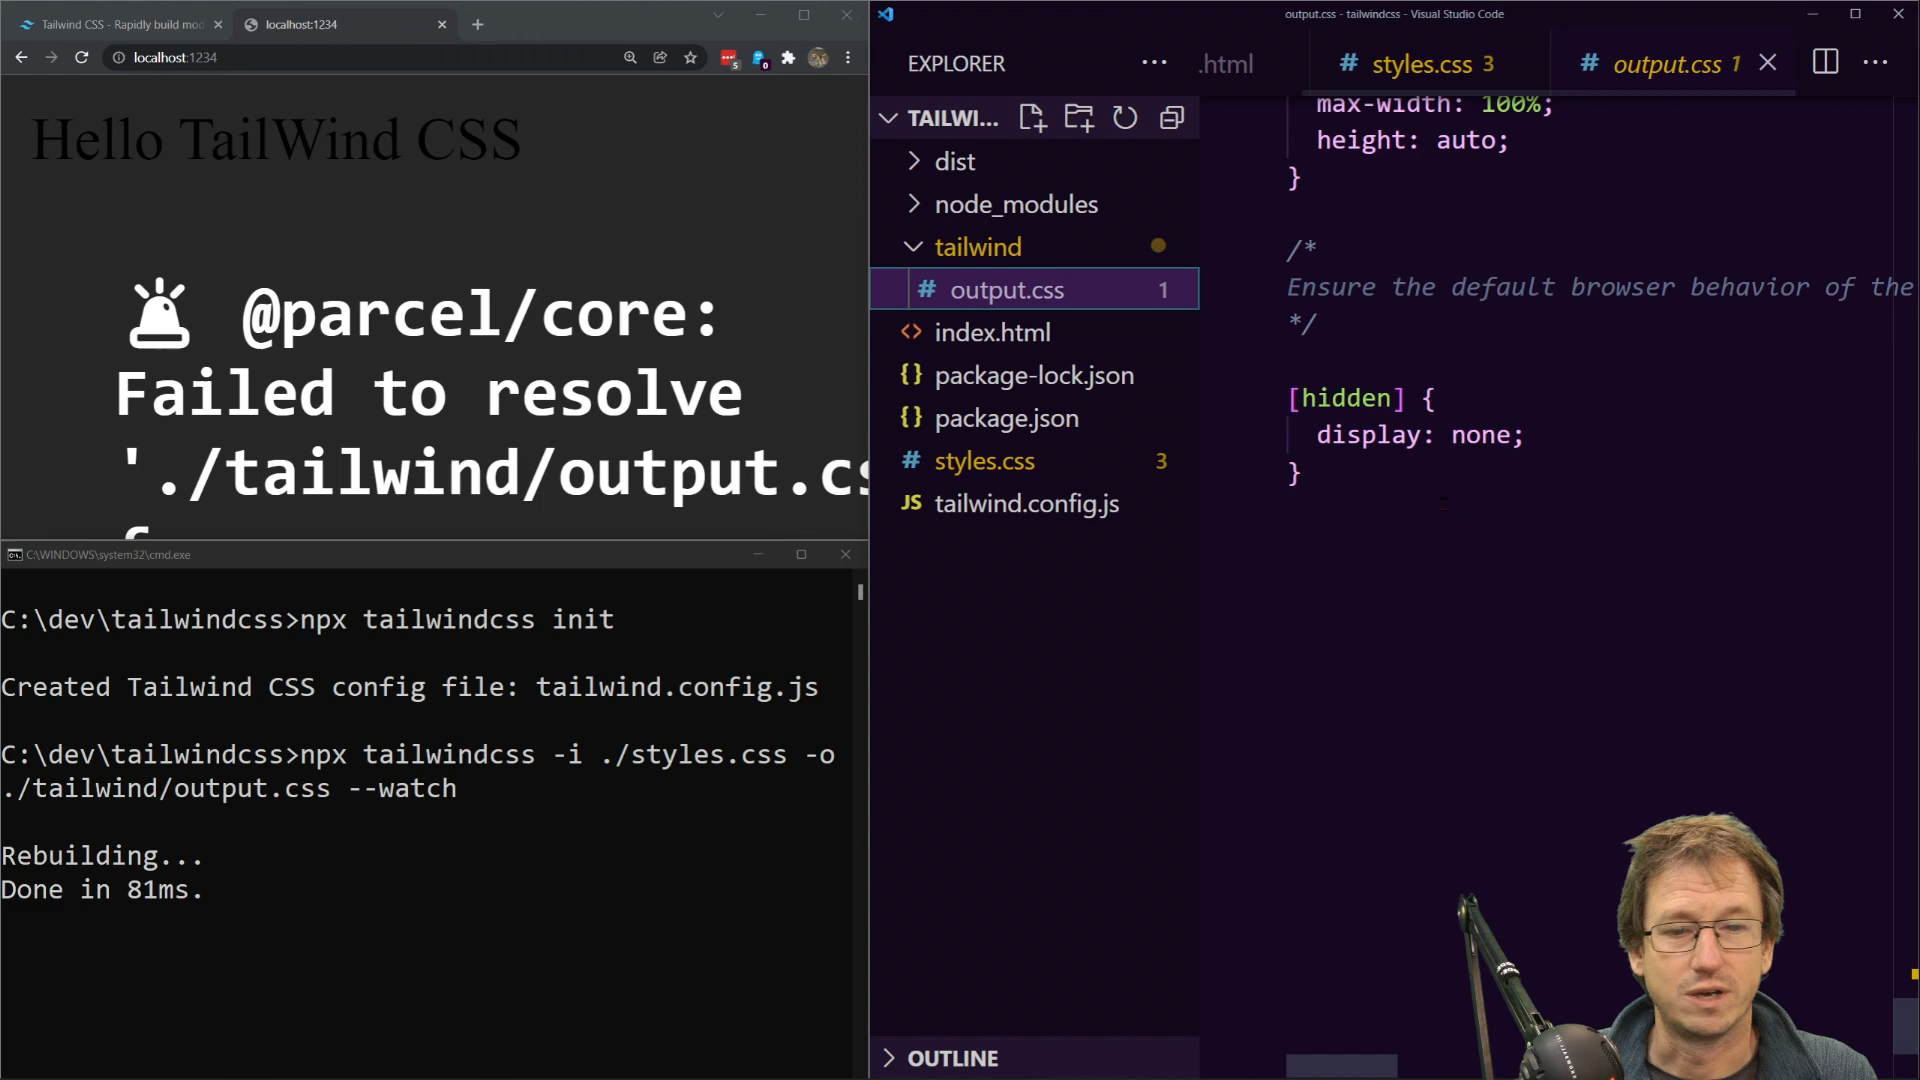 Tailwind CSS - Rapidly build mod
localhost:1234
localhost:1234
5
0
Hello TailWind CSS
@parcel/core:
Failed to resolve
'./tailwind/output.cs
C:\WINDOWS\system32\cmd.exe
C:\dev\tailwindcss>npx tailwindcss init
Created Tailwind CSS config file: tailwind.config.js
C:\dev\tailwindcss>npx tailwindcss -i ./styles.css -o
./tailwind/output.css --watch
Rebuilding...
Done in 81ms.
output.css - tailwindcss - Visual Studio Code
EXPLORER
.html
# styles.css 3
# output.css 1
TAILWI...
dist
node_modules
tailwind
# output.css 1
<> index.html
{} package-lock.json
{} package.json
# styles.css 3
JS tailwind.config.js
OUTLINE
max-width: 100%;
height: auto;
}
/*
Ensure the default browser behavior of the
*/
[hidden] {
display: none;
}